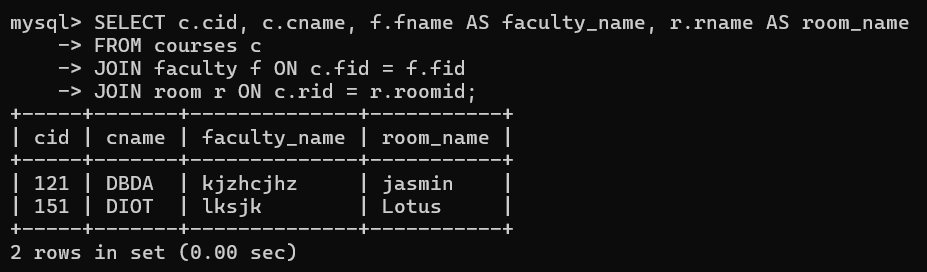 mysql> SELECT c.cid, c.cname, f.fname AS faculty_name, r.rname AS room_name
    -> FROM courses c
    -> JOIN faculty f ON c.fid = f.fid
    -> JOIN room r ON c.rid = r.roomid;
+-----+-------+--------------+-----------+
| cid | cname | faculty_name | room_name |
+-----+-------+--------------+-----------+
| 121 | DBDA  | kjzhcjhz     | jasmin    |
| 151 | DIOT  | lksjk        | Lotus     |
+-----+-------+--------------+-----------+
2 rows in set (0.00 sec)